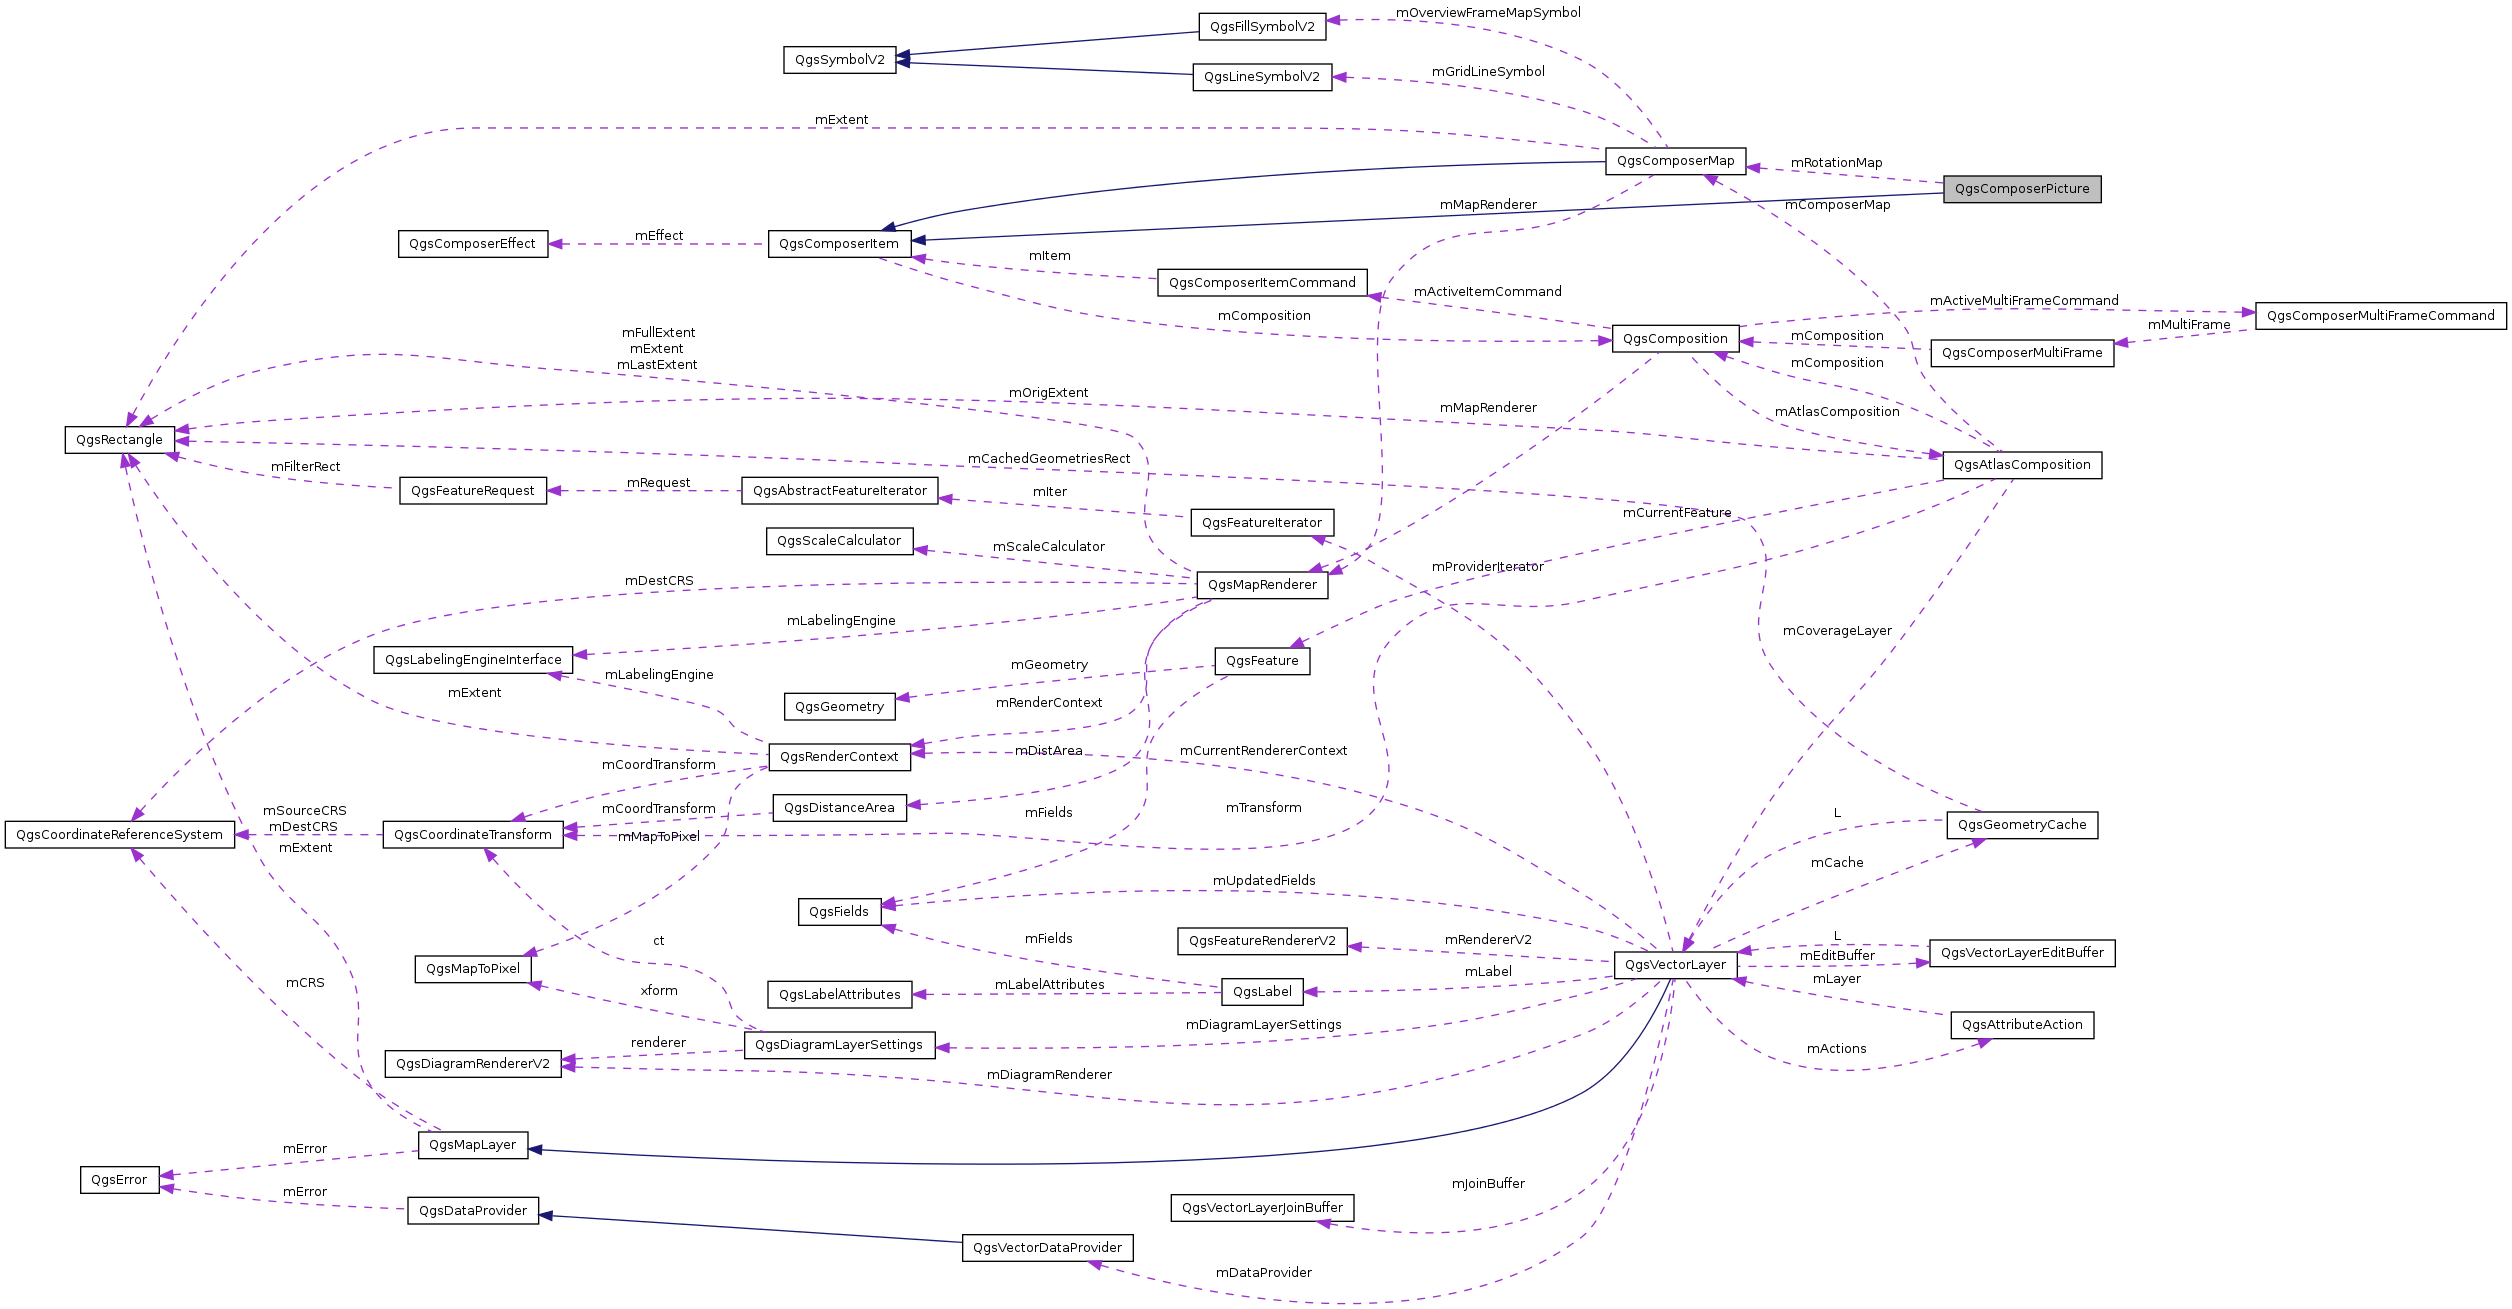 mOverviewFrameMapSymbol
QgsFillSymbolV2
QgsSymbolV2
mGridLineSymbol
QgsLineSymbolV2
mExtent
QgsComposerMap
mRotationMap
QgsComposerPicture
mMapRenderer
mComposerMap
QgsComposerEffect
mEffect
QgsComposerItem
mItem
QgsComposerItemCommand
mActiveItemCommand
mActiveMultiFrameCommand
mComposition
QgsComposerMultiFrameCommand
mMultiFrame
mFullExtent
mExtent
mLastExtent
QgsComposition
mComposition
QgsComposerMultiFrame
mComposition
mOrigExtent
mMapRenderer
mAtlasComposition
QgsRectangle
mCachedGeometriesRect
QgsAtlasComposition
mFilterRect
QgsFeatureRequest
mRequest
QgsAbstractFeatureIterator
mIter
QgsFeatureIterator
mCurrentFeature
QgsScaleCalculator
mScaleCalculator
mProviderIterator
mDestCRS
QgsMapRenderer
mLabelingEngine
mCoverageLayer
QgsLabelingEngineInterface
mGeometry
QgsFeature
mLabelingEngine
mExtent
QgsGeometry
mRenderContext
QgsRenderContext
mDistArea
mCurrentRendererContext
mCoordTransform
mSourceCRS
mDestCRS
mExtent
mCoordTransform
QgsDistanceArea
mTransform
mFields
L
QgsCoordinateReferenceSystem
QgsCoordinateTransform
mMapToPixel
QgsGeometryCache
mCache
mUpdatedFields
QgsFields
mFields
ct
QgsFeatureRendererV2
mRendererV2
L
QgsVectorLayerEditBuffer
mEditBuffer
QgsMapToPixel
QgsVectorLayer
mLabel
mLayer
mCRS
xform
QgsLabelAttributes
mLabelAttributes
QgsLabel
mDiagramLayerSettings
QgsAttributeAction
mActions
renderer
QgsDiagramLayerSettings
QgsDiagramRendererV2
mDiagramRenderer
QgsMapLayer
mError
QgsError
mError
QgsDataProvider
mJoinBuffer
QgsVectorLayerJoinBuffer
QgsVectorDataProvider
mDataProvider